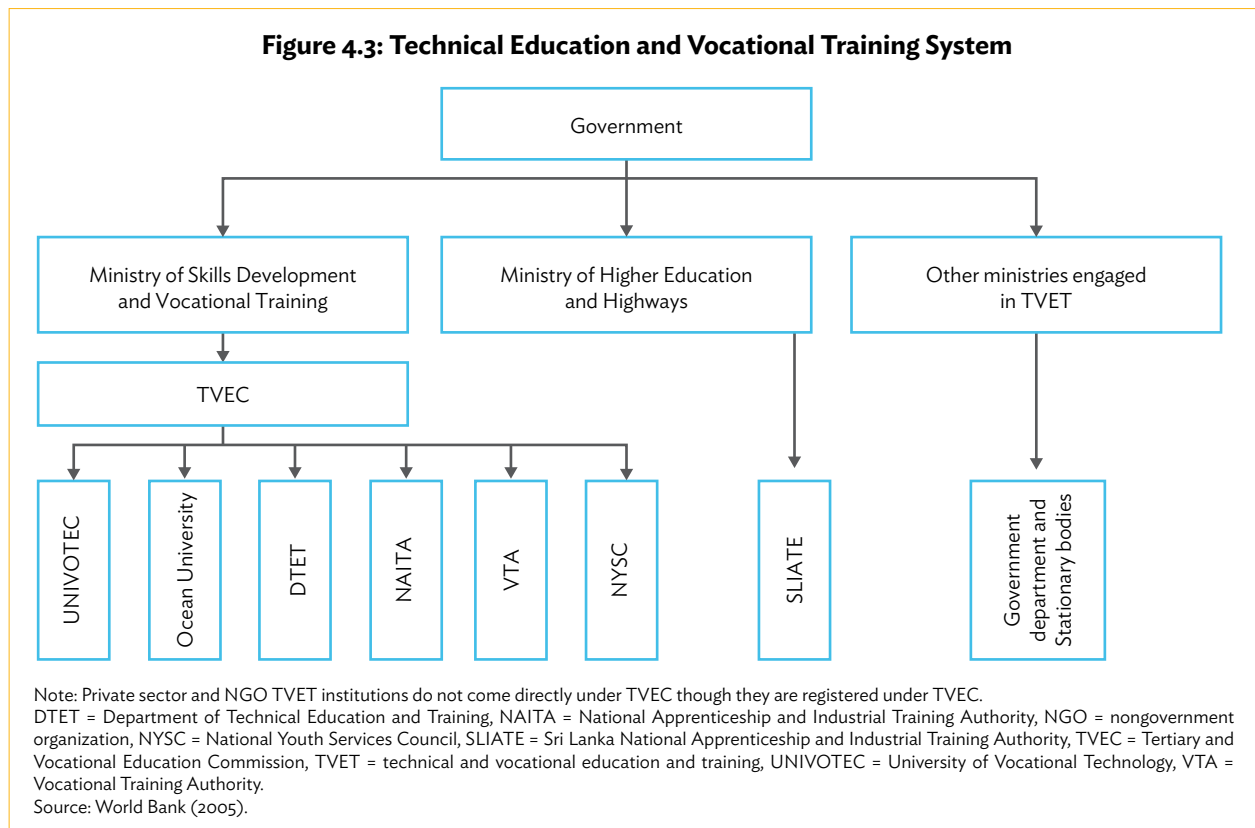 Figure 4.3: Technical Education and Vocational Training System
Government
Ministry of Skills Development
and Vocational Training
Ministry of Higher Education
and Highways
Other ministries engaged
in TVET
TVEC
UNIVOTEC
Ocean University
DTET
NAITA
VTA
NYSC
SLIATE
Government
department and
Stationary bodies
Note: Private sector and NGO TVET institutions do not come directly under TVEC though they are registered under TVEC.
DTET = Department of Technical Education and Training, NAITA = National Apprenticeship and Industrial Training Authority, NGO = nongovernment
organization, NYSC = National Youth Services Council, SLIATE = Sri Lanka National Apprenticeship and Industrial Training Authority, TVEC = Tertiary and
Vocational Education Commission, TVET = technical and vocational education and training, UNIVOTEC = University of Vocational Technology, VTA =
Vocational Training Authority.
Source: World Bank (2005).